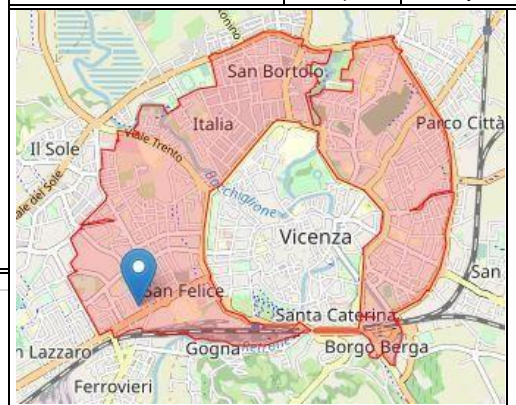 San Bortolo
Italia
Parco Città
Viale Trento
Il Sole
Bacchiglione
Vicenza
San Felice
San
Santa Caterina
n Lazzaro
Gogna
Retrone
Borgo Berga
Ferrovieri